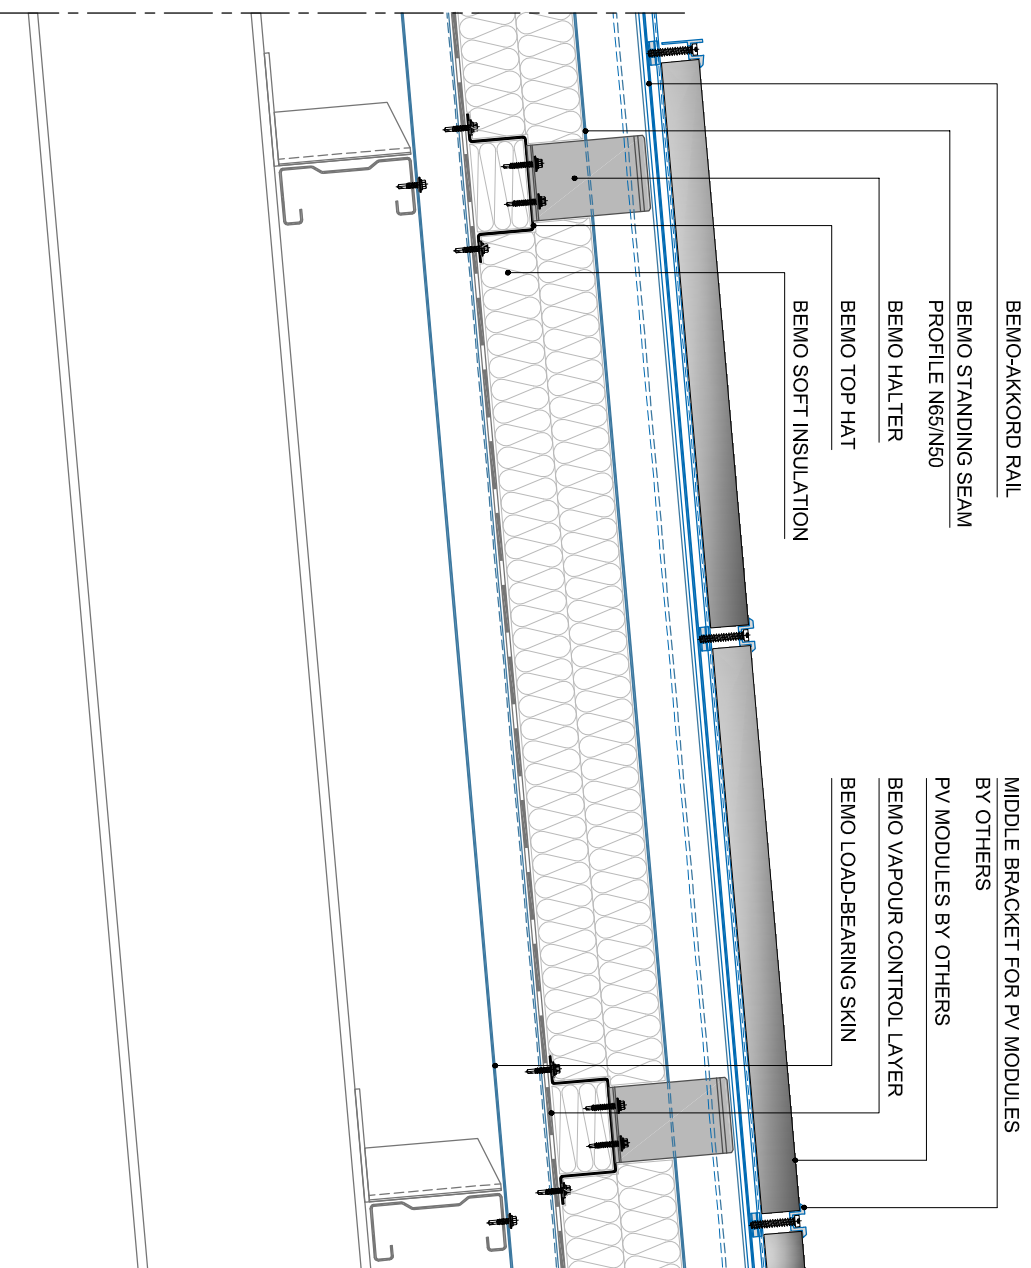 BEMO-AKKORD RAIL
BEMO STANDING SEAM
PROFILE N65/N50
BEMO HALTER
BEMO TOP HAT
BEMO SOFT INSULATION
MIDDLE BRACKET FOR PV MODULES
BY OTHERS
PV MODULES BY OTHERS
BEMO VAPOUR CONTROL LAYER
BEMO LOAD-BEARING SKIN